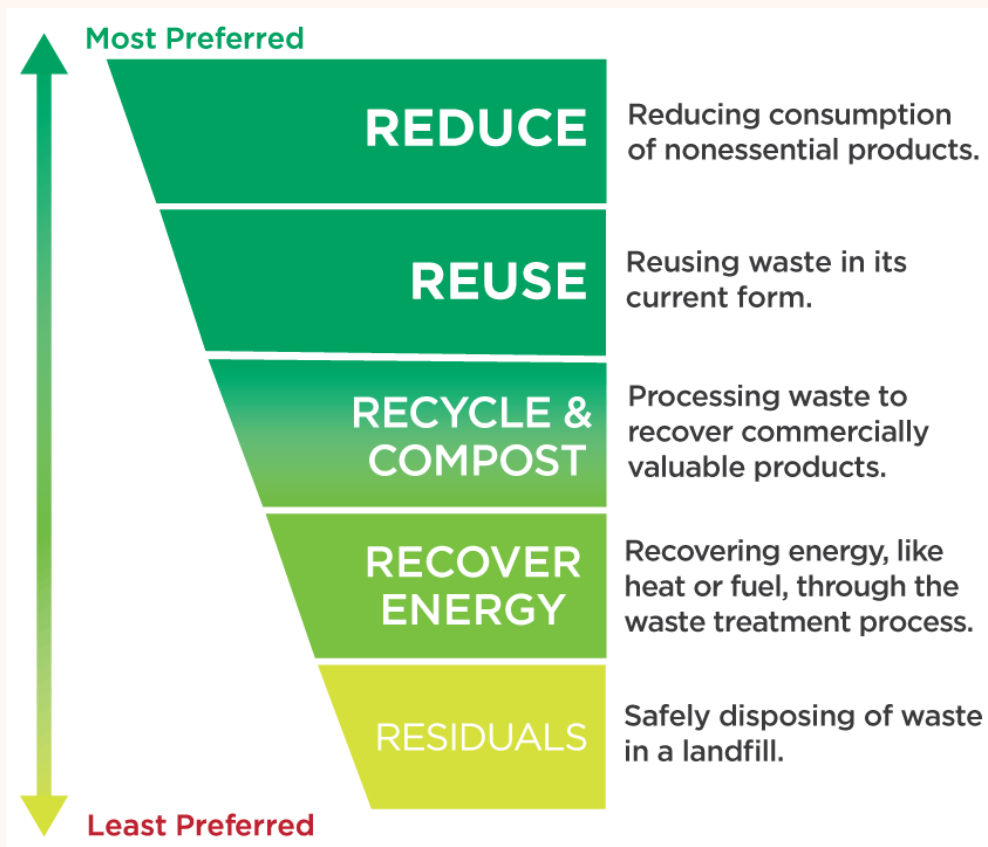 Most Preferred
REDUCE
Reducing consumption
of nonessential products.
REUSE
Reusing waste in its
current form.
RECYCLE &
COMPOST
Processing waste to
recover commercially
valuable products.
RECOVER
ENERGY
Recovering energy, like
heat or fuel, through the
waste treatment process.
RESIDUALS
Safely disposing of waste
in a landfill.
Least Preferred